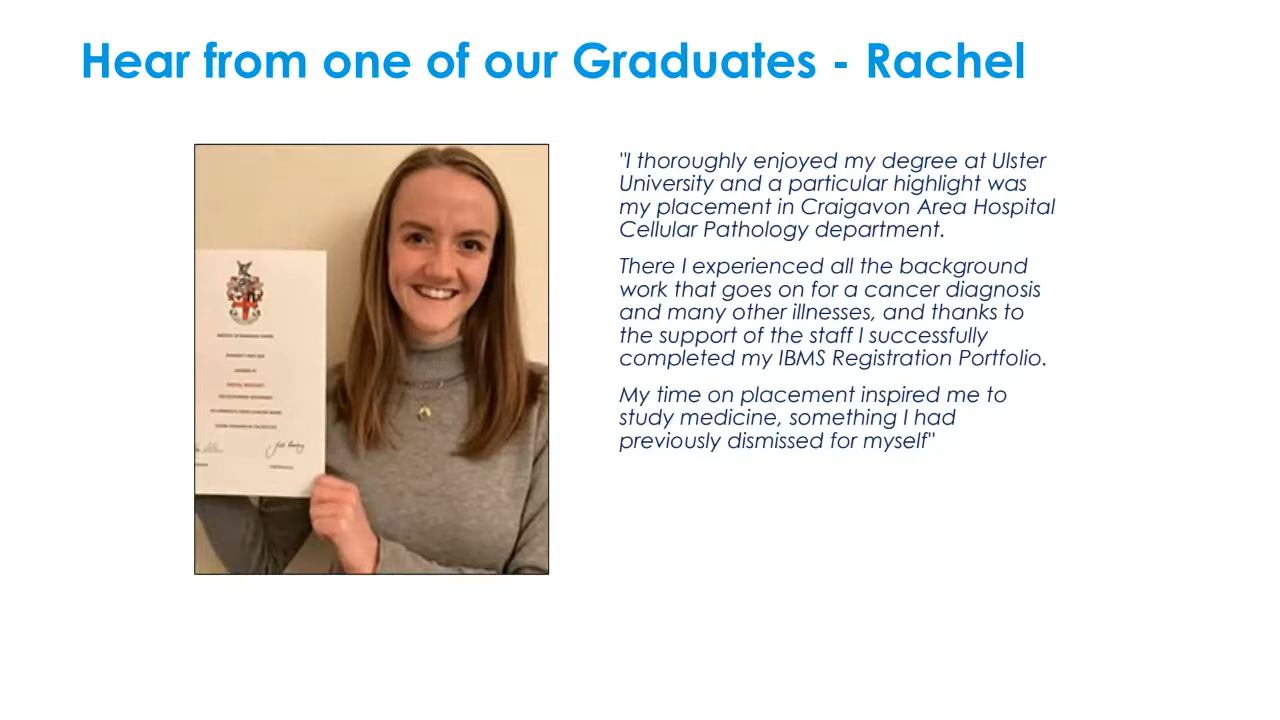 Hear from one of our Graduates - Rachel
"I thoroughly enjoyed my degree at Ulster
University and a particular highlight was
my placement in Craigavon Area Hospital
Cellular Pathology department.
There I experienced all the background
work that goes on for a cancer diagnosis
and many other illnesses, and thanks to
the support of the staff I successfully
completed my IBMS Registration Portfolio.
My time on placement inspired me to
study medicine, something I had
previously dismissed for myself"